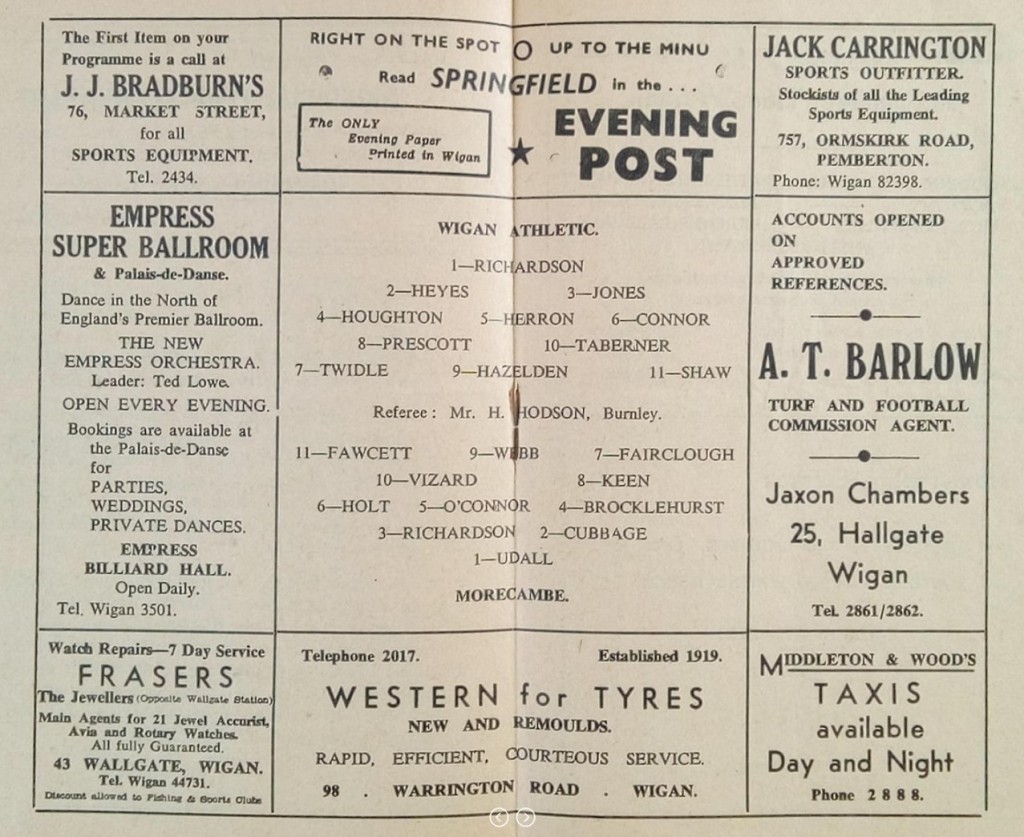 The First Item on your
Programme is a call at
J. J. BRADBURN'S
76, MARKET STREET,
for all
SPORTS EQUIPMENT.
Tel. 2434.
RIGHT ON THE SPOT O UP TO THE MINU
Read SPRINGFIELD in the ...
The ONLY
Evening Paper
Printed in Wigan
★ EVENING
POST
JACK CARRINGTON
SPORTS OUTFITTER.
Stockists of all the Leading
Sports Equipment.
757, ORMSKIRK ROAD,
PEMBERTON.
Phone: Wigan 82398.
EMPRESS
SUPER BALLROOM
& Palais-de-Danse.
Dance in the North of
England's Premier Ballroom.
THE NEW
EMPRESS ORCHESTRA.
Leader: Ted Lowe.
OPEN EVERY EVENING.
Bookings are available at
the Palais-de-Danse
for
PARTIES,
WEDDINGS,
PRIVATE DANCES.
EMPRESS
BILLIARD HALL.
Open Daily.
Tel. Wigan 3501.
WIGAN ATHLETIC.
1—RICHARDSON
2—HEYES 3—JONES
4—HOUGHTON 5—HERRON 6—CONNOR
8—PRESCOTT 10—TABERNER
7—TWIDLE 9—HAZELDEN 11—SHAW
Referee: Mr. H. HODSON, Burnley.
11—FAWCETT 9—WEBB 7—FAIRCLOUGH
10—VIZARD 8—KEEN
6—HOLT 5—O'CONNOR 4—BROCKLEHURST
3—RICHARDSON 2—CUBBAGE
1—UDALL
MORECAMBE.
ACCOUNTS OPENED
ON
APPROVED
REFERENCES.
A. T. BARLOW
TURF AND FOOTBALL
COMMISSION AGENT.
Jaxon Chambers
25, Hallgate
Wigan
Tel. 2861/2862.
Watch Repairs—7 Day Service
FRASERS
The Jewellers (Opposite Wallgate Station)
Main Agents for 21 Jewel Accurist,
Avia and Rotary Watches.
All fully Guaranteed.
43 WALLGATE, WIGAN.
Tel. Wigan 44731.
Discount allowed to Fishing & Sports Clubs
Telephone 2017. Established 1919.
WESTERN for TYRES
NEW AND REMOULDS.
RAPID, EFFICIENT, COURTEOUS SERVICE.
98 . WARRINGTON ROAD . WIGAN.
MIDDLETON & WOOD'S
TAXIS
available
Day and Night
Phone 2888.